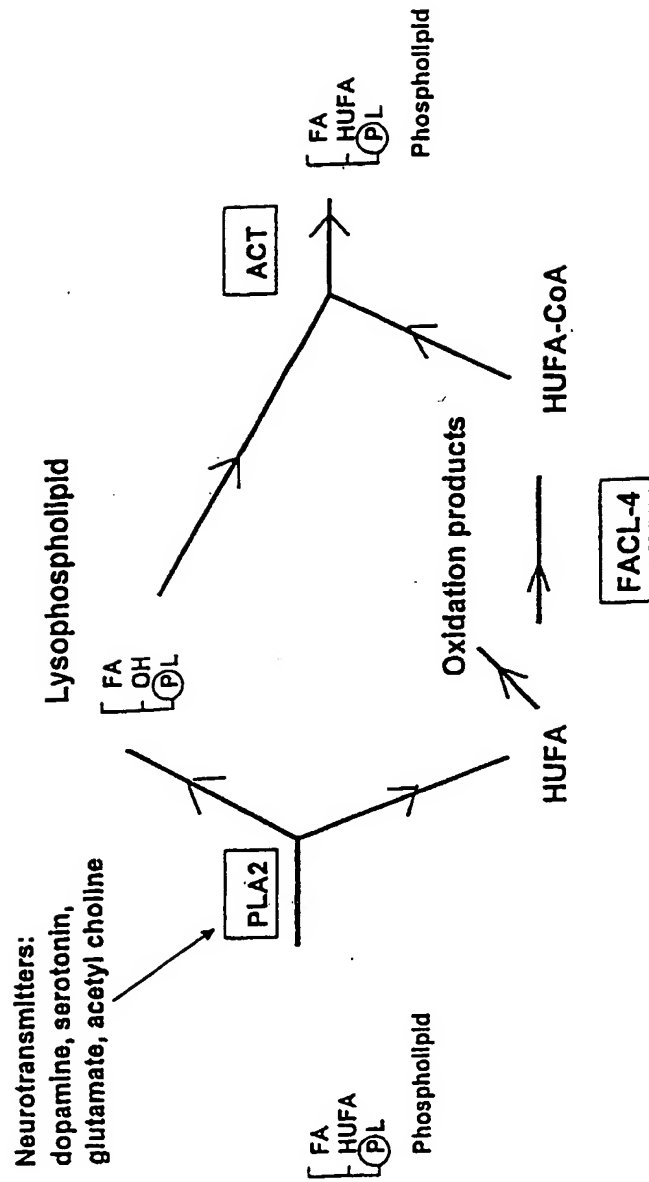 Neurotransmitters:
dopamine, serotonin,
glutamate, acetyl choline
PLA2
FA
HUFA
P L
Phospholipid
Lysophospholipid
FA
OH
P L
HUFA
Oxidation products
FACL-4
HUFA-CoA
ACT
FA
HUFA
P L
Phospholipid